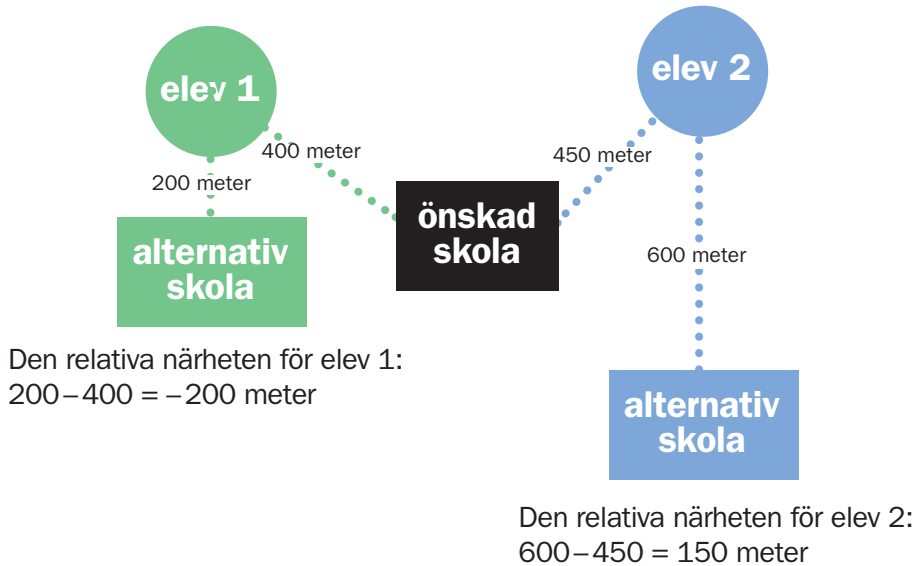 elev 1
elev 2
400 meter
450 meter
200 meter
önskad
skola
alternativ
skola
600 meter
Den relativa närheten för elev 1:
200–400 = –200 meter
alternativ
skola
Den relativa närheten för elev 2:
600–450 = 150 meter